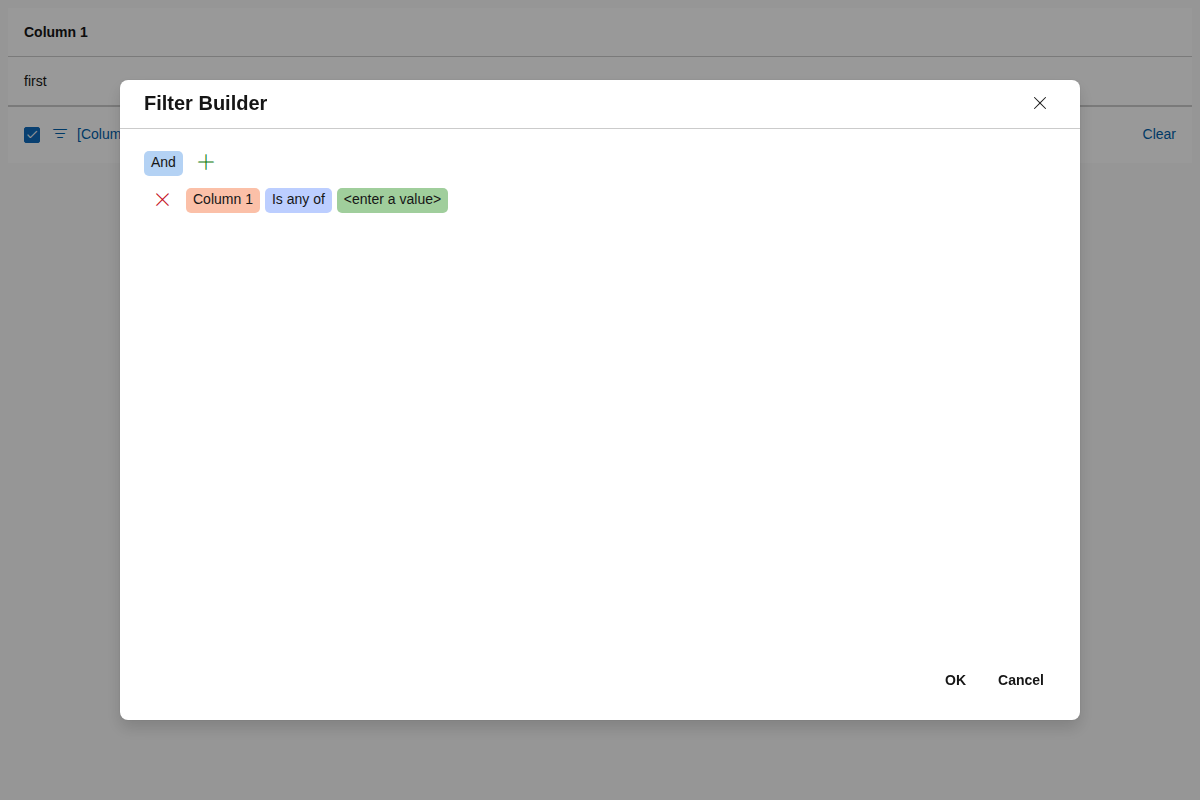 Column 1
first
[Colum
Clear
Filter Builder
And
Column 1 Is any of <enter a value>
OK Cancel